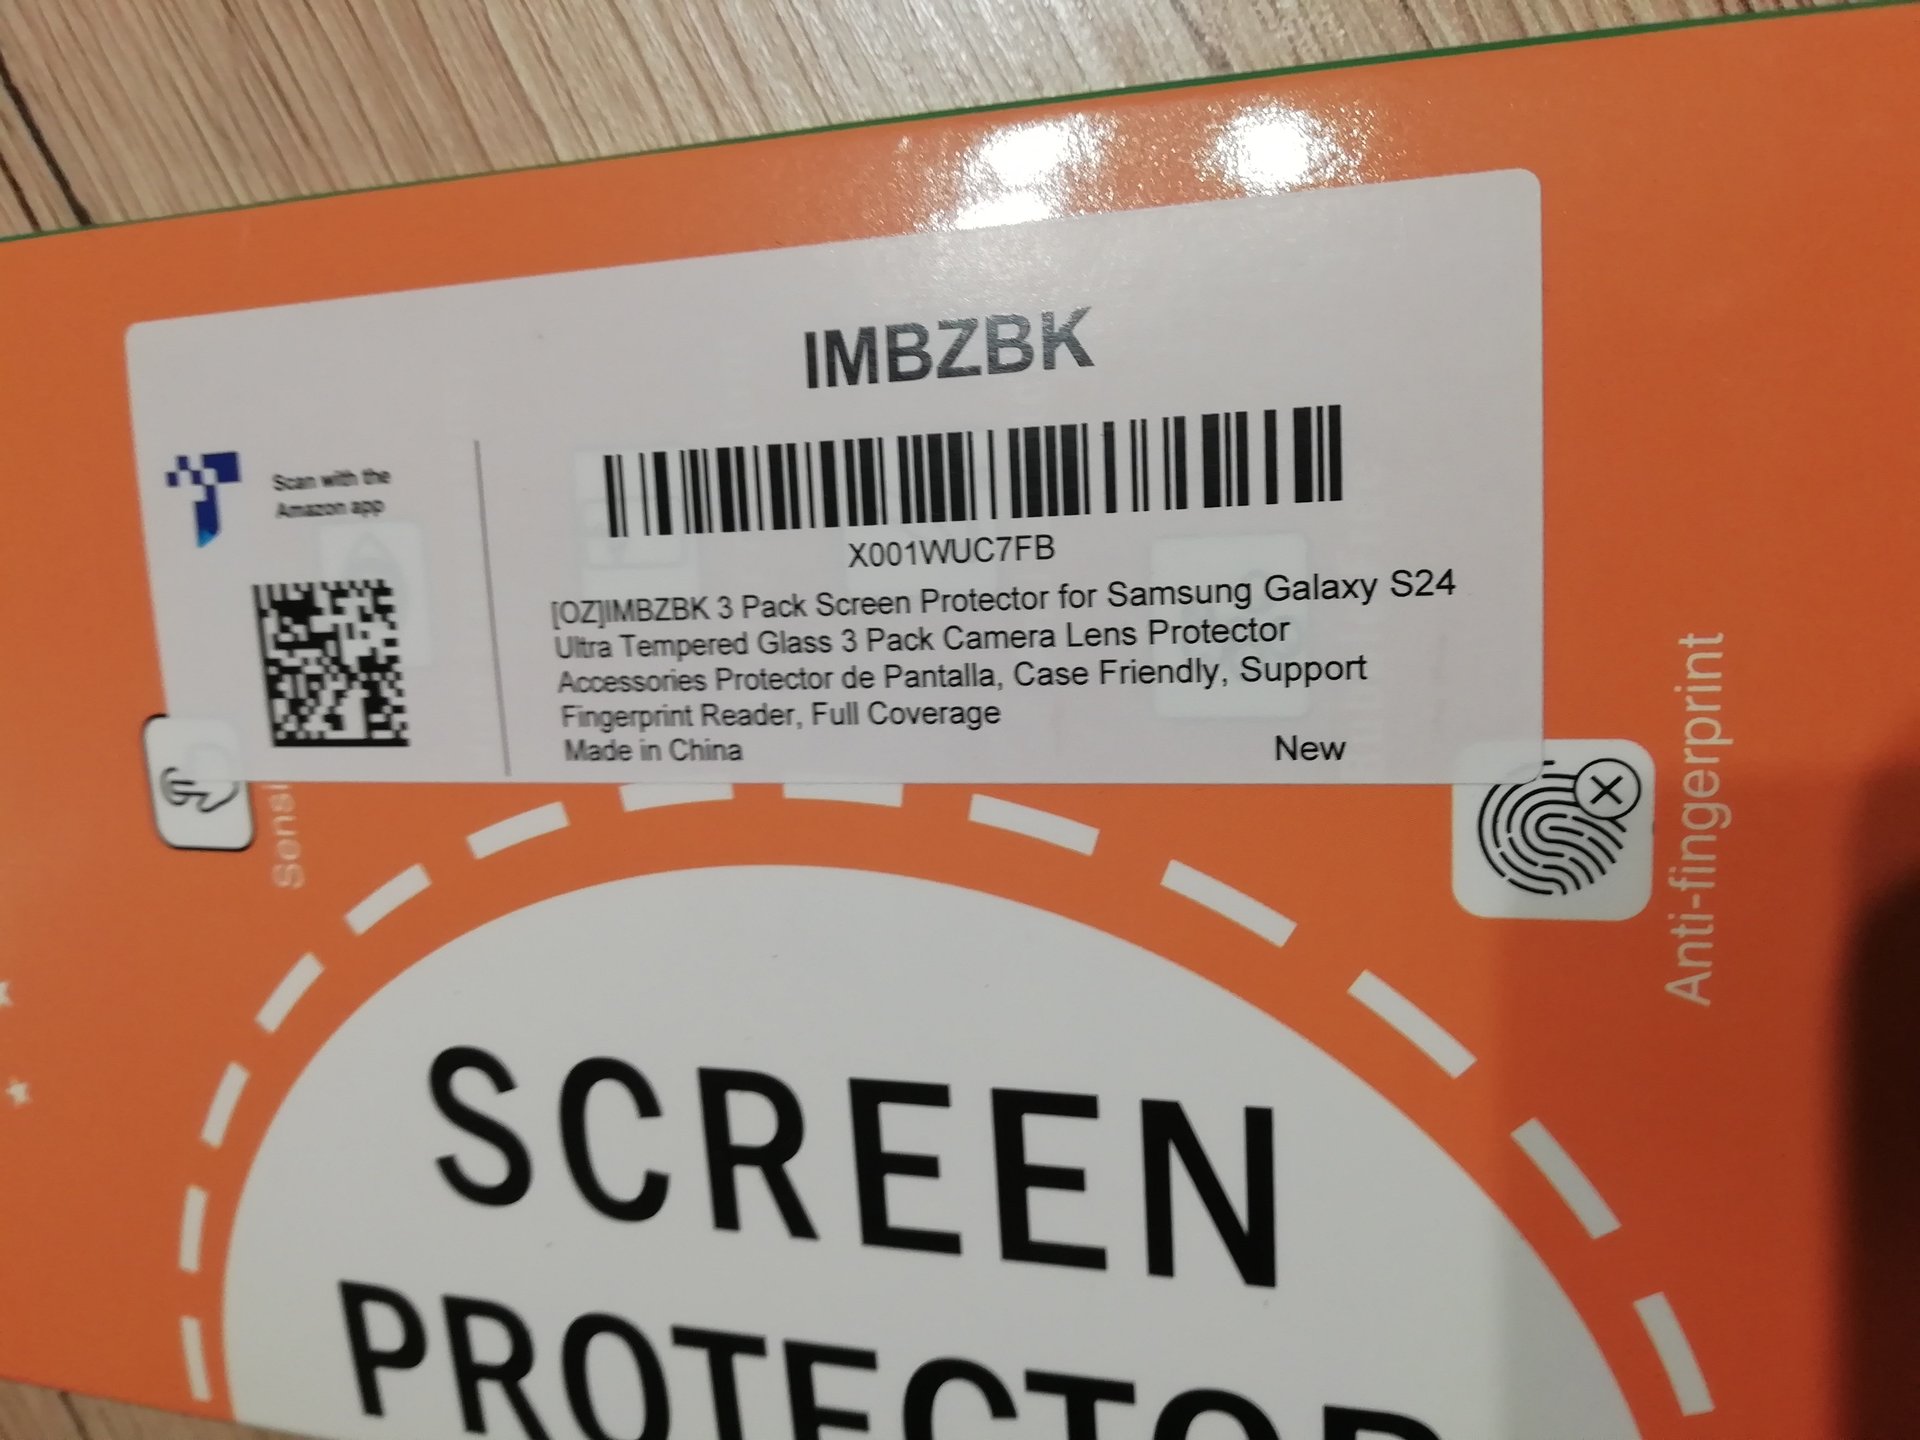 IMBZBK
Scan with the
Amazon app
X001WUC7FB
[OZ]IMBZBK 3 Pack Screen Protector for Samsung Galaxy S24
Ultra Tempered Glass 3 Pack Camera Lens Protector
Accessories Protector de Pantalla, Case Friendly, Support
Fingerprint Reader, Full Coverage
Made in China
New
Sensi
Anti-fingerprint
SCREEN
PROTECTOR